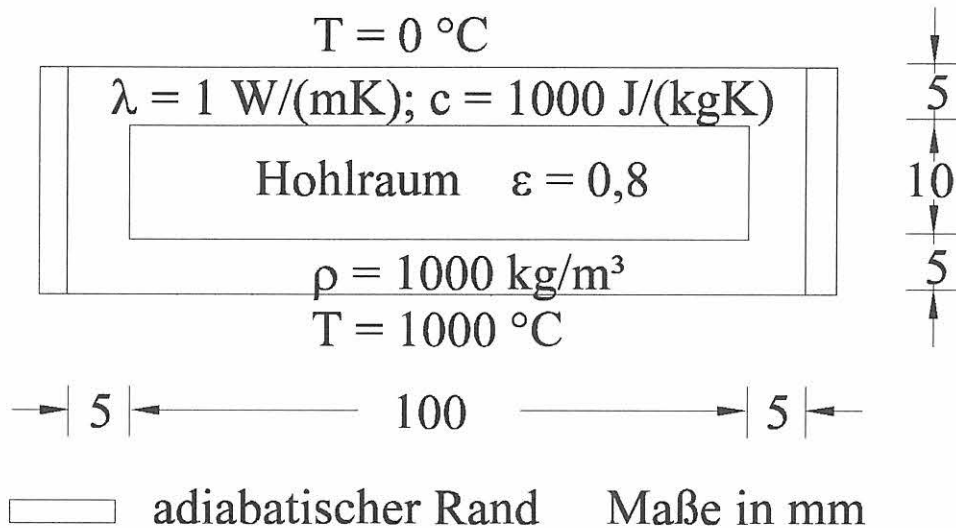 T = 0 °C
λ = 1 W/(mK); c = 1000 J/(kgK)
5
Hohlraum ε = 0,8
10
ρ = 1000 kg/m³
5
T = 1000 °C
5 100 5
adiabatischer Rand Maße in mm